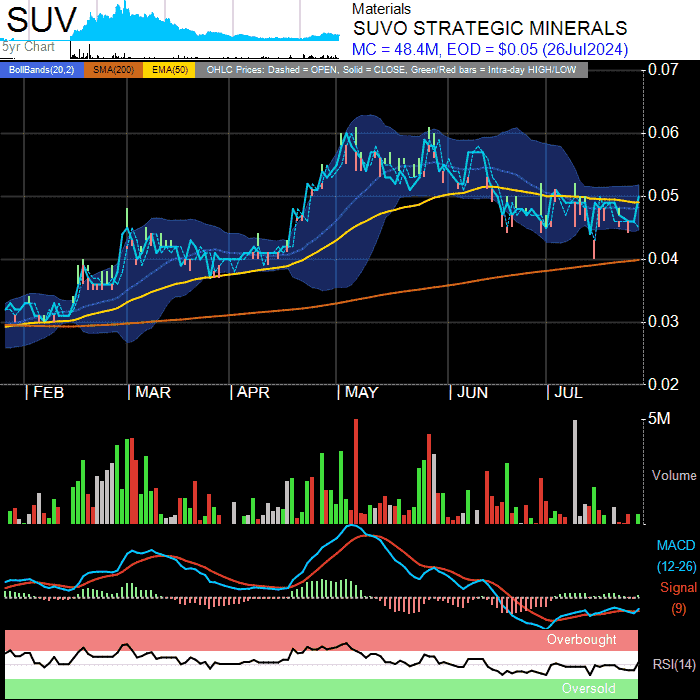 SUV
5yr Chart
Materials
SUVO STRATEGIC MINERALS
MC = 48.4M, EOD = $0.05 (26Jul2024)
BollBands(20,2) SMA(200) EMA(50) OHLC Prices: Dashed = OPEN, Solid = CLOSE, Green/Red bars = Intra-day HIGH/LOW
0.07
0.06
0.05
0.04
0.03
0.02
FEB MAR APR MAY JUN JUL
5M
Volume
MACD
(12-26)
Signal
(9)
Overbought
RSI(14)
Oversold